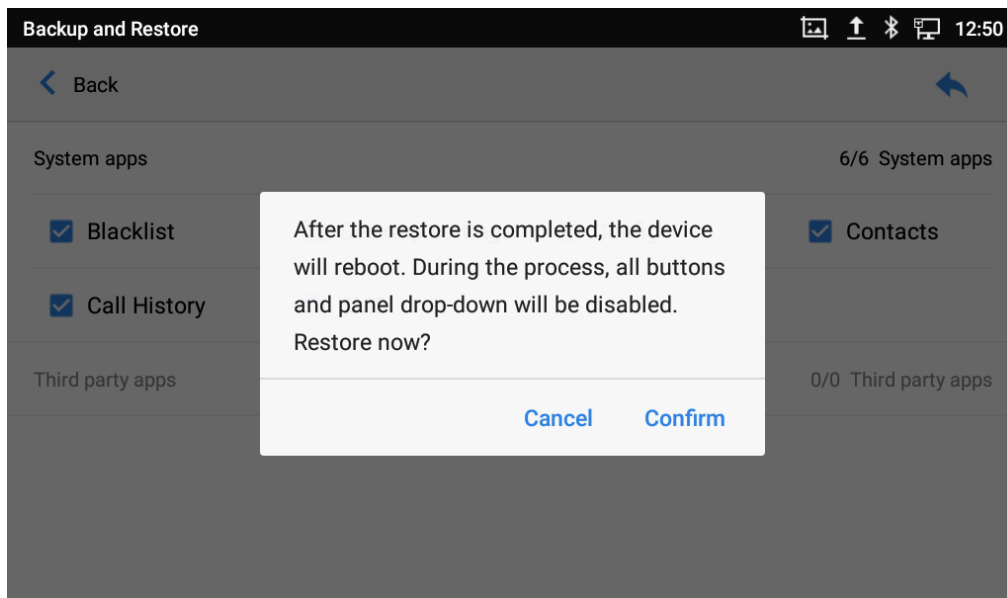 Backup and Restore 12:50
Back
System apps 6/6 System apps
Blacklist Contacts
Call History
Third party apps 0/0 Third party apps
After the restore is completed, the device
will reboot. During the process, all buttons
and panel drop-down will be disabled.
Restore now?
Cancel Confirm